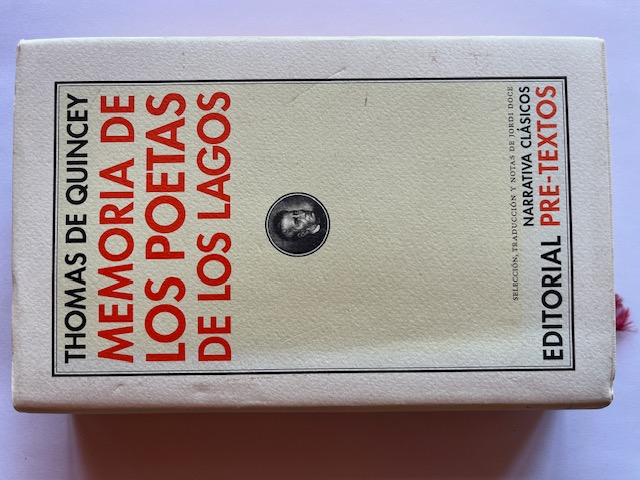 THOMAS DE QUINCEY
MEMORIA DE
LOS POETAS
DE LOS LAGOS
SELECCIÓN, TRADUCCIÓN Y NOTAS DE JORDI DOCE
NARRATIVA CLÁSICOS
EDITORIAL PRE-TEXTOS